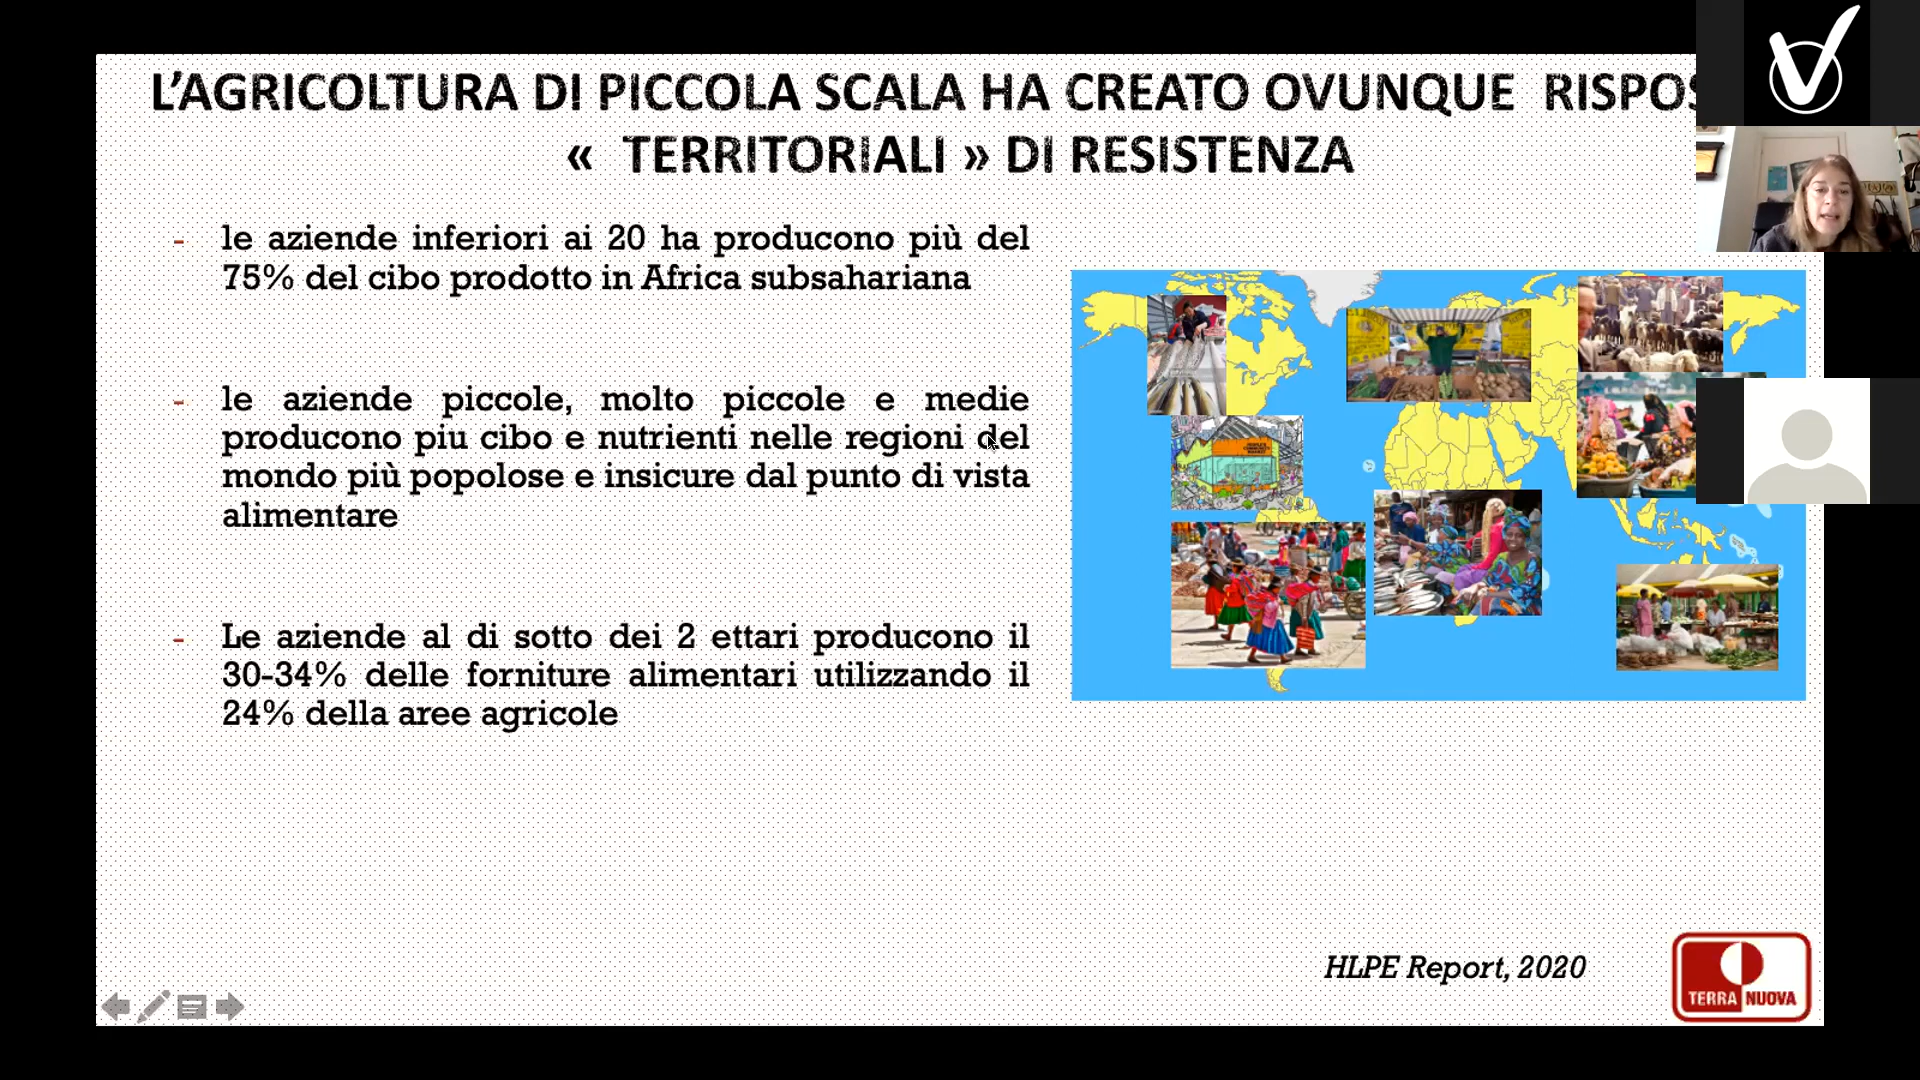 L'AGRICOLTURA DI PICCOLA SCALA HA CREATO OVUNQUE RISPOS
« TERRITORIALI » DI RESISTENZA
- le aziende inferiori ai 20 ha producono più del
75% del cibo prodotto in Africa subsahariana
- le aziende piccole, molto piccole e medie
producono piu cibo e nutrienti nelle regioni del
mondo più popolose e insicure dal punto di vista
alimentare
- Le aziende al di sotto dei 2 ettari producono il
30-34% delle forniture alimentari utilizzando il
24% della aree agricole
HLPE Report, 2020
TERRA NUOVA